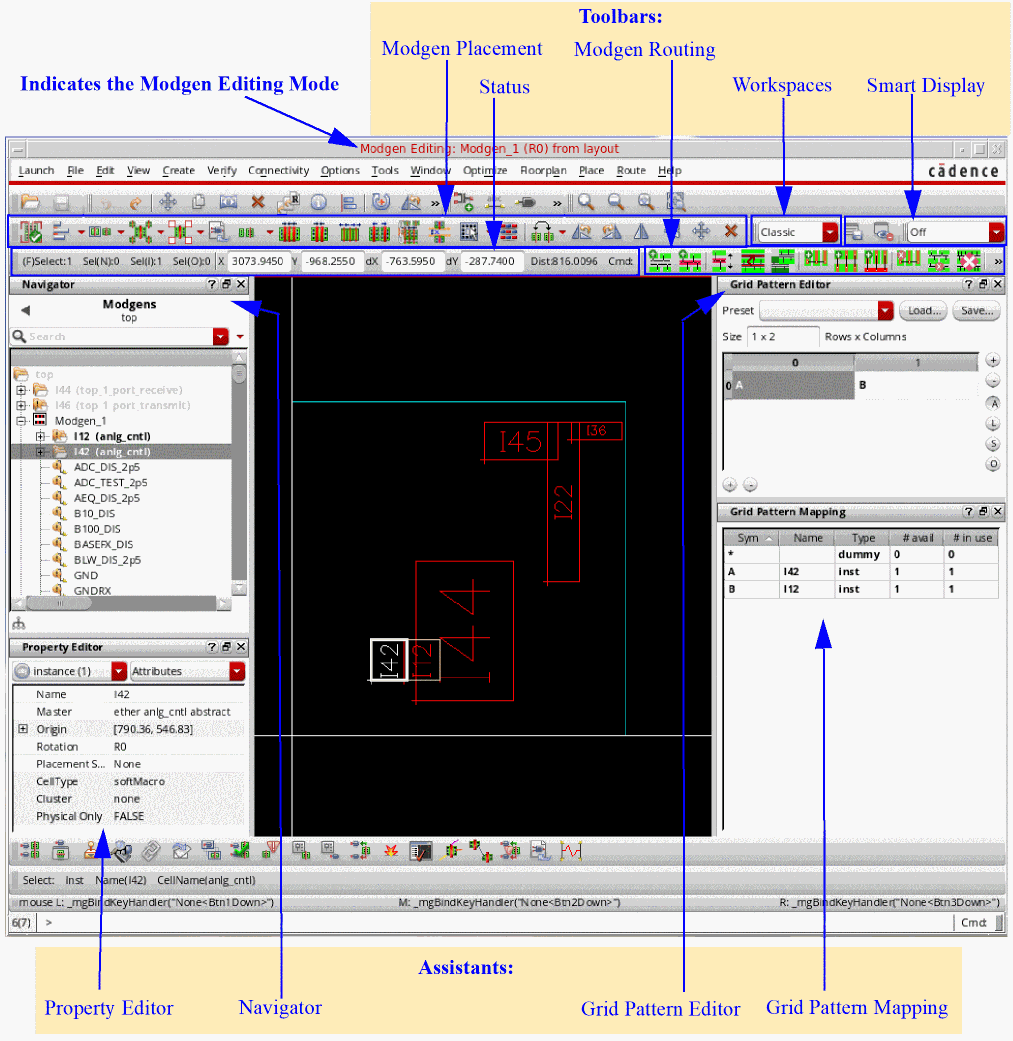 Toolbars:
Modgen Placement
Modgen Routing
Indicates the Modgen Editing Mode
Status
Workspaces
Smart Display
Modgen Editing: Modgen_1 (R0) from layout
Launch File Edit View Create Verify Connectivity Options Tools Window Optimize Floorplan Place Route Help
cādence
Classic
Off
(F)Select:1 Sel(N):0 Sel(I):1 Sel(O):0 X 3073.9450 Y -968.2550 dX -763.5950 dY -287.7400 Dist:816.0096 Cmd:
Navigator
Modgens
top
Search
top
I44 (top_1_port_receive)
I46 (top_1_port_transmit)
Modgen_1
I12 (anlg_cntl)
I42 (anlg_cntl)
ADC_DIS_2p5
ADC_TEST_2p5
AEQ_DIS_2p5
B10_DIS
B100_DIS
BASEFX_DIS
BLW_DIS_2p5
GND
GNDRX
I45
I36
I22
I44
I42
I12
Grid Pattern Editor
Preset
Load...
Save...
Size 1 x 2 Rows x Columns
0 1
0 A B
A
L
S
O
Grid Pattern Mapping
Sym Name Type # avail # in use
* dummy 0 0
A I42 inst 1 1
B I12 inst 1 1
Property Editor
instance (1) Attributes
Name I42
Master ether anlg_cntl abstract
Origin [790.36, 546.83]
Rotation R0
Placement S... None
CellType softMacro
Cluster none
Physical Only FALSE
Select: Inst Name(I42) CellName(anlg_cntl)
mouse L: _mgBindKeyHandler("None<Btn1Down>") M: _mgBindKeyHandler("None<Btn2Down>") R: _mgBindKeyHandler("None<Btn3Down>")
6(7) > Cmd:
Assistants:
Property Editor
Navigator
Grid Pattern Editor
Grid Pattern Mapping